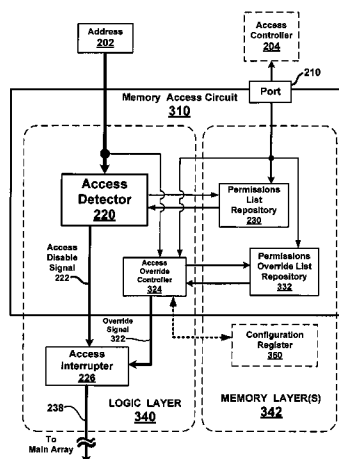 Address
202
Access
Controller
204
210
Port
Memory Access Circuit
310
Access
Detector
220
Permissions
List
Repository
230
Access
Disable
Signal
222
Access
Override
Controller
324
Permissions
Override List
Repository
332
Override
Signal
322
Configuration
Register
350
Access
Interrupter
226
238
LOGIC LAYER
340
MEMORY LAYER(S)
342
To
Main Array